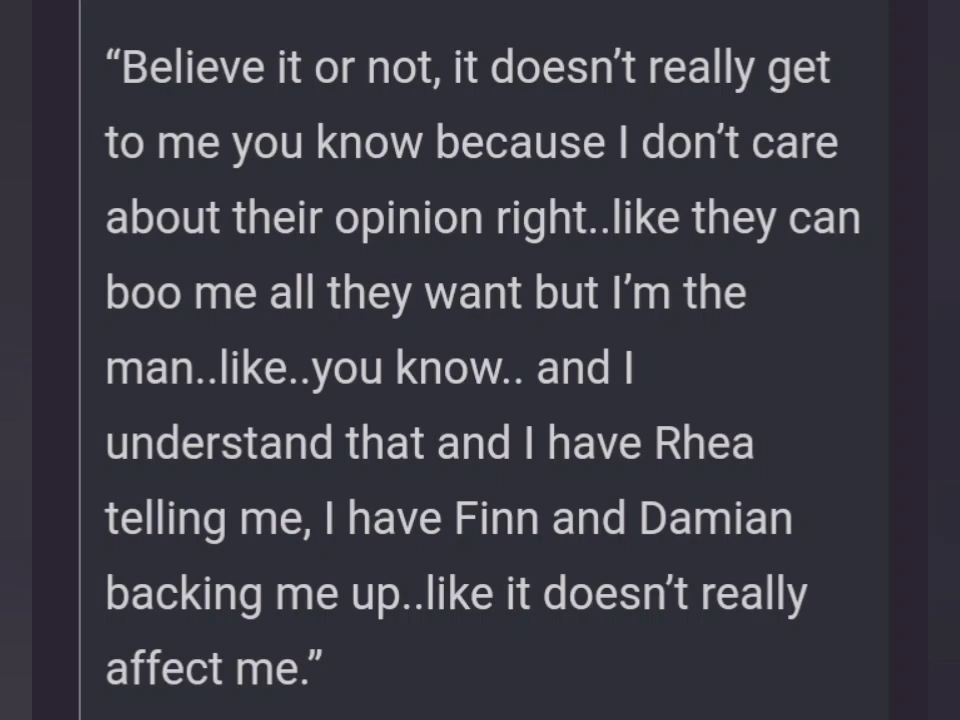 “Believe it or not, it doesn’t really get
to me you know because I don’t care
about their opinion right..like they can
boo me all they want but I’m the
man..like..you know.. and I
understand that and I have Rhea
telling me, I have Finn and Damian
backing me up..like it doesn’t really
affect me.”